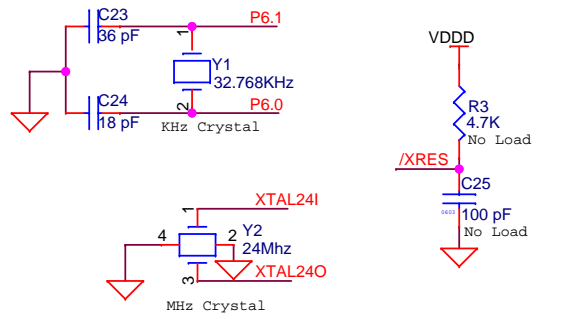 C23
36 pF
P6.1
1
Y1
32.768KHz
2
P6.0
C24
18 pF
KHz Crystal
VDDD
R3
4.7K
No Load
/XRES
C25
0603
100 pF
No Load
XTAL24I
1
4
2
Y2
24Mhz
3
XTAL24O
MHz Crystal